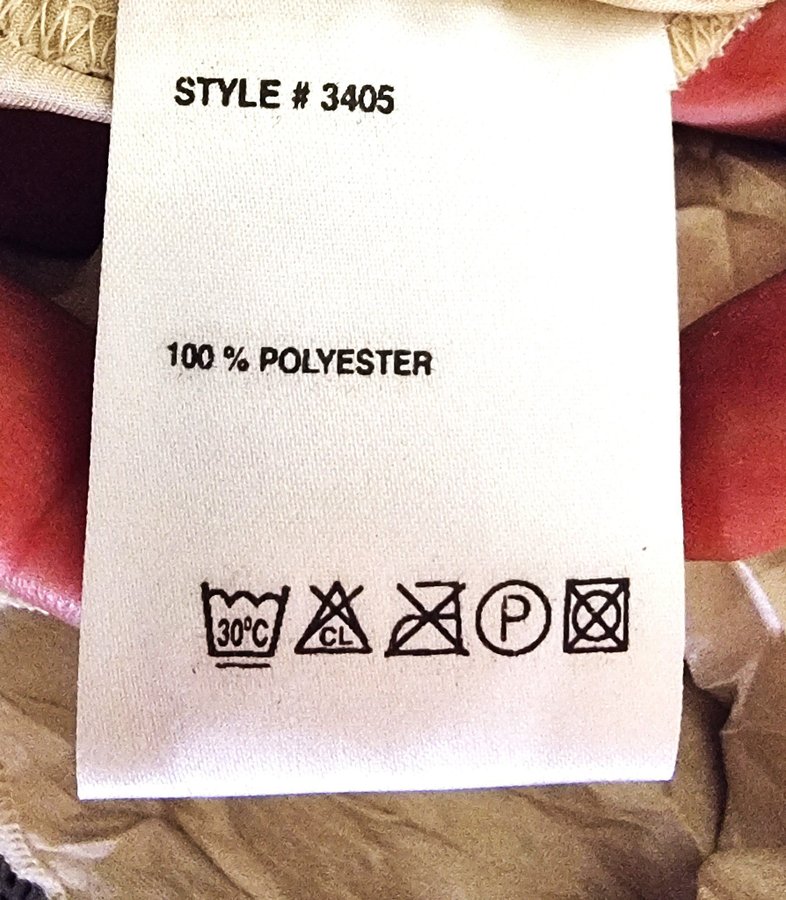 STYLE # 3405
100 % POLYESTER
30°C CL P